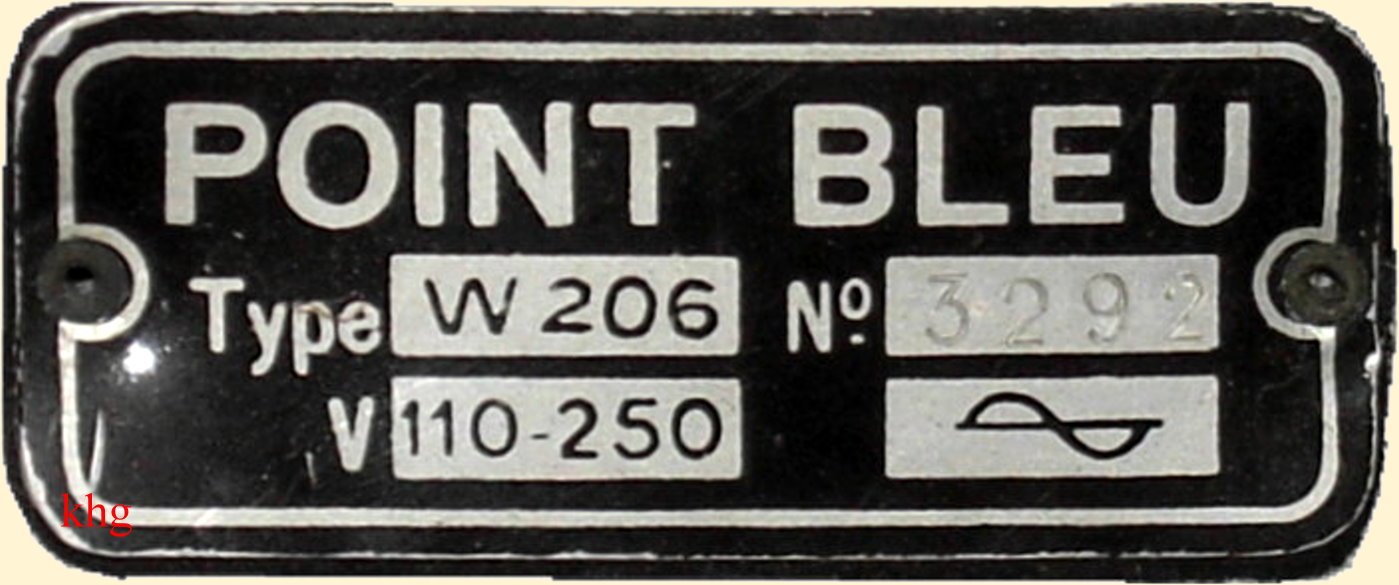 POINT BLEU
Type W 206 Nº 3292
V 110-250
khg